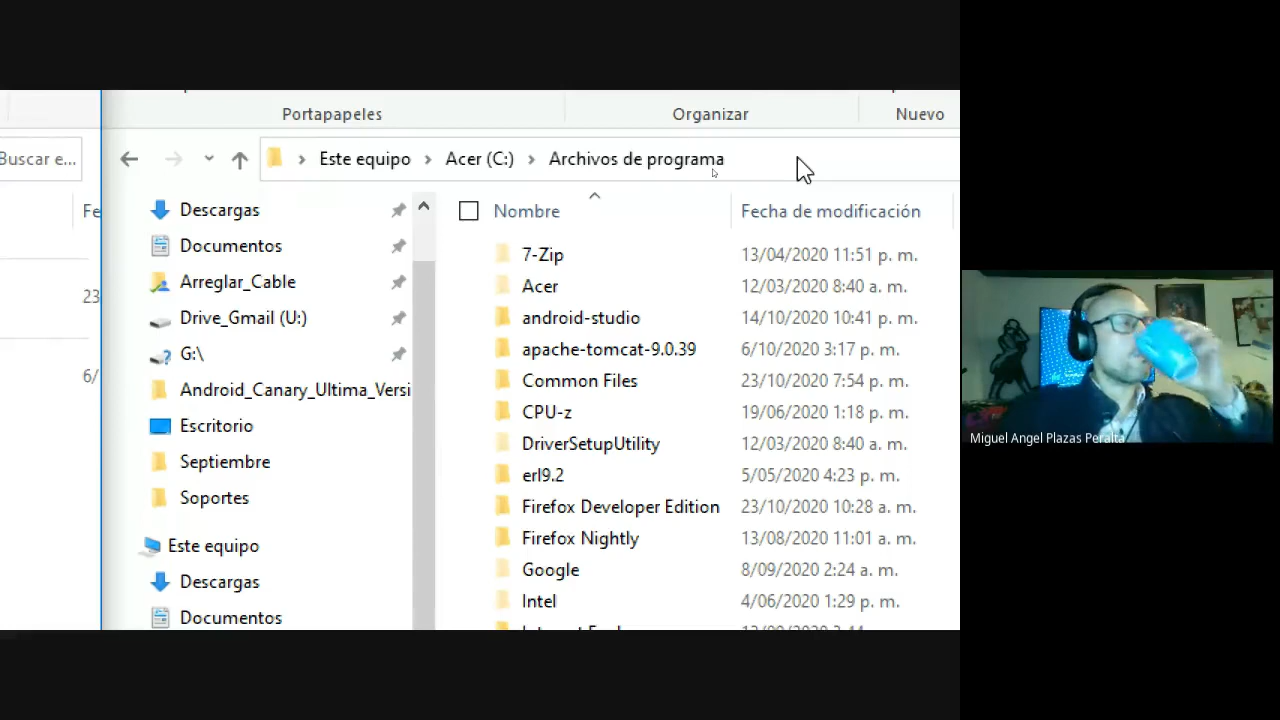 Portapapeles
Organizar
Nuevo
Buscar e...
Este equipo
Acer (C:)
Archivos de programa
Fe
23
6/
Descargas
Documentos
Arreglar_Cable
Drive_Gmail (U:)
G:\
Android_Canary_Ultima_Versi
Escritorio
Septiembre
Soportes
Este equipo
Descargas
Documentos
Nombre
Fecha de modificación
7-Zip 13/04/2020 11:51 p. m.
Acer 12/03/2020 8:40 a. m.
android-studio 14/10/2020 10:41 p. m.
apache-tomcat-9.0.39 6/10/2020 3:17 p. m.
Common Files 23/10/2020 7:54 p. m.
CPU-z 19/06/2020 1:18 p. m.
DriverSetupUtility 12/03/2020 8:40 a. m.
erl9.2 5/05/2020 4:23 p. m.
Firefox Developer Edition 23/10/2020 10:28 a. m.
Firefox Nightly 13/08/2020 11:01 a. m.
Google 8/09/2020 2:24 a. m.
Intel 4/06/2020 1:29 p. m.
Miguel Angel Plazas Peralta